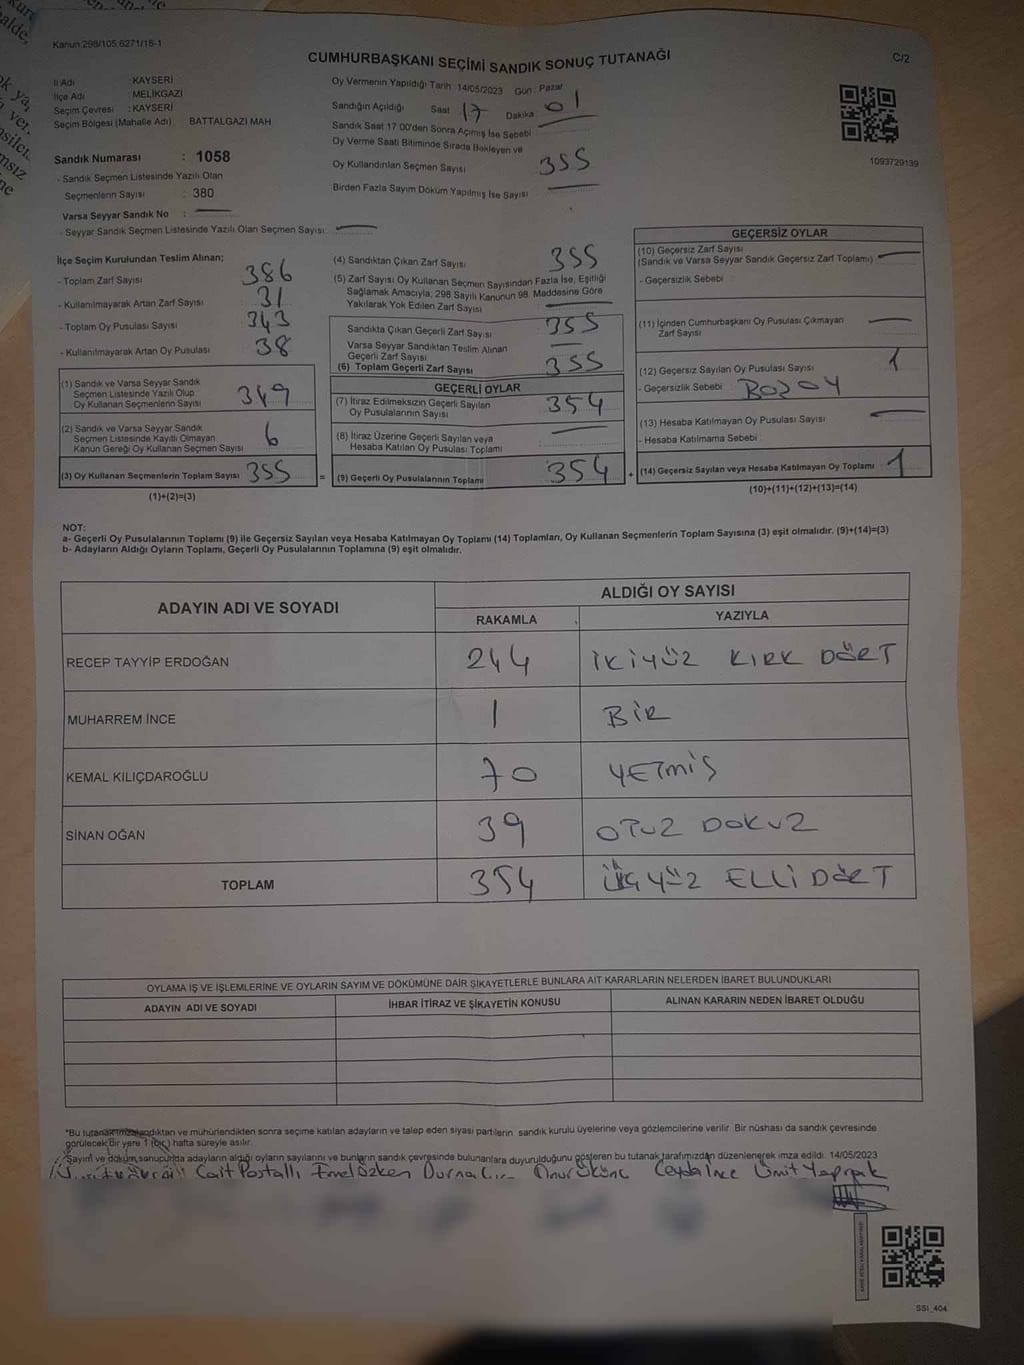 Kanun:298/105,6271/18-1
CUMHURBAŞKANI SEÇİMİ SANDIK SONUÇ TUTANAĞI
C/2
İl Adı : KAYSERİ
İlçe Adı : MELİKGAZİ
Seçim Çevresi : KAYSERİ
Seçim Bölgesi (Mahalle Adı) : BATTALGAZİ MAH
Sandık Numarası : 1058
- Sandık Seçmen Listesinde Yazılı Olan
Seçmenlerin Sayısı : 380
Varsa Seyyar Sandık No :
- Seyyar Sandık Seçmen Listesinde Yazılı Olan Seçmen Sayısı:
Oy Vermenin Yapıldığı Tarih 14/05/2023 Gün: Pazar
Sandığın Açıldığı Saat 17 Dakika 01
Sandık Saat 17.00'den Sonra Açılmış İse Sebebi
Oy Verme Saati Bitiminde Sırada Bekleyen ve
Oy Kullandırılan Seçmen Sayısı 355
Birden Fazla Sayım Döküm Yapılmış İse Sayısı
1093729139
İlçe Seçim Kurulundan Teslim Alınan;
- Toplam Zarf Sayısı 386
- Kullanılmayarak Artan Zarf Sayısı 31
- Toplam Oy Pusulası Sayısı 343
- Kullanılmayarak Artan Oy Pusulası 38
(1) Sandık ve Varsa Seyyar Sandık
Seçmen Listesinde Yazılı Olup
Oy Kullanan Seçmenlerin Sayısı 349
(2) Sandık ve Varsa Seyyar Sandık
Seçmen Listesinde Kayıtlı Olmayan
Kanun Gereği Oy Kullanan Seçmen Sayısı 6
(3) Oy Kullanan Seçmenlerin Toplam Sayısı 355 =
(1)+(2)=(3)
(4) Sandıktan Çıkan Zarf Sayısı 355
(5) Zarf Sayısı Oy Kullanan Seçmen Sayısından Fazla İse, Eşitliği
Sağlamak Amacıyla; 298 Sayılı Kanunun 98. Maddesine Göre
Yakılarak Yok Edilen Zarf Sayısı
Sandıkta Çıkan Geçerli Zarf Sayısı 355
Varsa Seyyar Sandıktan Teslim Alınan
Geçerli Zarf Sayısı
(6) Toplam Geçerli Zarf Sayısı 355
GEÇERLİ OYLAR
(7) İtiraz Edilmeksizin Geçerli Sayılan
Oy Pusulalarının Sayısı 354
(8) İtiraz Üzerine Geçerli Sayılan veya
Hesaba Katılan Oy Pusulası Toplamı
(9) Geçerli Oy Pusulalarının Toplamı 354 +
GEÇERSİZ OYLAR
(10) Geçersiz Zarf Sayısı
(Sandık ve Varsa Seyyar Sandık Geçersiz Zarf Toplamı)
- Geçersizlik Sebebi :
(11) İçinden Cumhurbaşkanı Oy Pusulası Çıkmayan
Zarf Sayısı
(12) Geçersiz Sayılan Oy Pusulası Sayısı 1
- Geçersizlik Sebebi :
(13) Hesaba Katılmayan Oy Pusulası Sayısı
- Hesaba Katılmama Sebebi :
(14) Geçersiz Sayılan veya Hesaba Katılmayan Oy Toplamı 1
(10)+(11)+(12)+(13)=(14)
NOT:
a- Geçerli Oy Pusulalarının Toplamı (9) ile Geçersiz Sayılan veya Hesaba Katılmayan Oy Toplamı (14) Toplamları, Oy Kullanan Seçmenlerin Toplam Sayısına (3) eşit olmalıdır. (9)+(14)=(3)
b- Adayların Aldığı Oyların Toplamı, Geçerli Oy Pusulalarının Toplamına (9) eşit olmalıdır.
ADAYIN ADI VE SOYADI
ALDIĞI OY SAYISI
RAKAMLA YAZIYLA
RECEP TAYYİP ERDOĞAN 244 İKİYÜZ KIRK DÖRT
MUHARREM İNCE 1 BİR
KEMAL KILIÇDAROĞLU 70 YETMİŞ
SİNAN OĞAN 39 OTUZ DOKUZ
TOPLAM 354 ÜÇYÜZ ELLİ DÖRT
OYLAMA İŞ VE İŞLEMLERİNE VE OYLARIN SAYIM VE DÖKÜMÜNE DAİR ŞİKAYETLERLE BUNLARA AİT KARARLARIN NELERDEN İBARET BULUNDUKLARI
ADAYIN ADI VE SOYADI
İHBAR İTİRAZ VE ŞİKAYETİN KONUSU
ALINAN KARARIN NEDEN İBARET OLDUĞU
*Bu tutanak imzalandıktan ve mühürlendikten sonra seçime katılan adayların ve talep eden siyasi partilerin sandık kurulu üyelerine veya gözlemcilerine verilir. Bir nüshası da sandık çevresinde
görülecek bir yere 1 (bir) hafta süreyle asılır.
Sayım ve döküm sonucunda adayların aldığı oyların sayılarını ve bunların sandık çevresinde bulunanlara duyurulduğunu gösteren bu tutanak tarafımızdan düzenlenerek imza edildi. 14/05/2023
Cait Postallı Emel Özken Onur Ceyda İnce Ümit Yaprak
SSİ_404